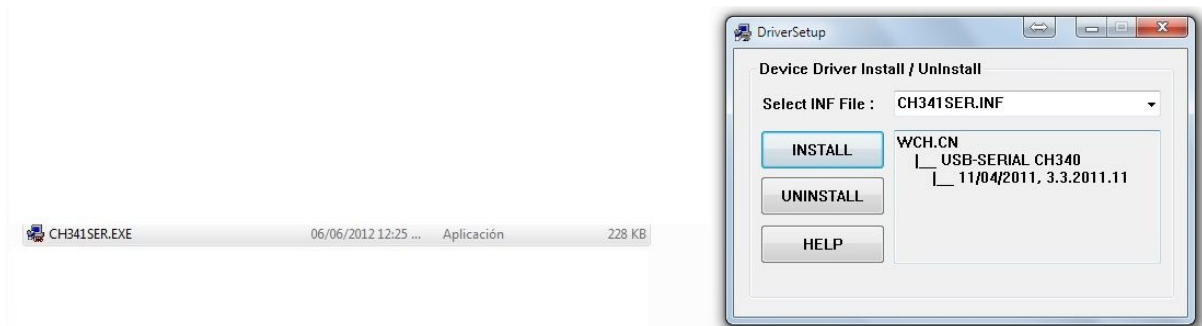 CH341SER.EXE 06/06/2012 12:25 ... Aplicación 228 KB
DriverSetup
Device Driver Install / UnInstall
Select INF File : CH341SER.INF
INSTALL
UNINSTALL
HELP
WCH.CN
|__ USB-SERIAL CH340
|__ 11/04/2011, 3.3.2011.11